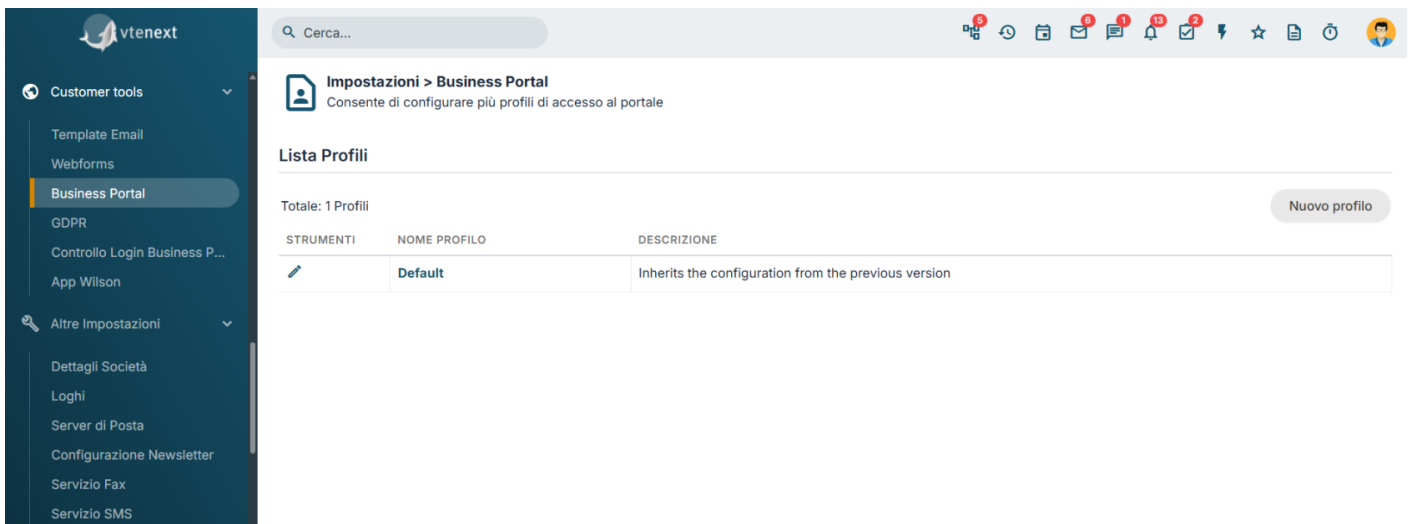 vtenext
Cerca...
5
6
1
13
2
Customer tools
Template Email
Webforms
Business Portal
GDPR
Controllo Login Business P...
App Wilson
Altre Impostazioni
Dettagli Società
Loghi
Server di Posta
Configurazione Newsletter
Servizio Fax
Servizio SMS
Impostazioni > Business Portal
Consente di configurare più profili di accesso al portale
Lista Profili
Totale: 1 Profili
Nuovo profilo
STRUMENTI NOME PROFILO DESCRIZIONE
Default Inherits the configuration from the previous version